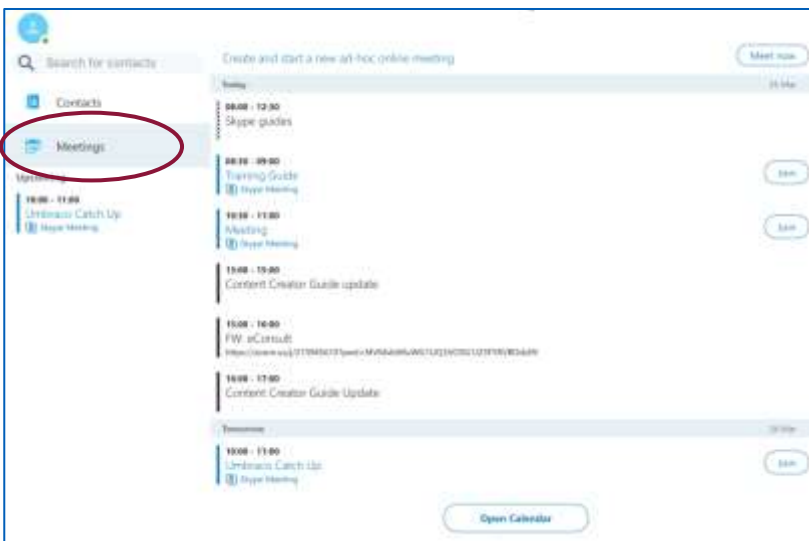 Search for contacts
Contacts
Meetings
Upcoming
10:00 - 11:00
Umbraco Catch Up
Skype Meeting
Create and start a new ad-hoc online meeting
Meet now
Today
Mar
08:00 - 12:30
Skype guides
08:30 - 09:00
Training Guide
Skype Meeting
Join
10:30 - 11:00
Meeting
Skype Meeting
Join
Content Creator Guide update
15:00 - 16:00
FW: eConsult
16:00 - 17:00
Content Creator Guide Update
Tomorrow
Mar
10:00 - 11:00
Umbraco Catch Up
Skype Meeting
Join
Open Calendar